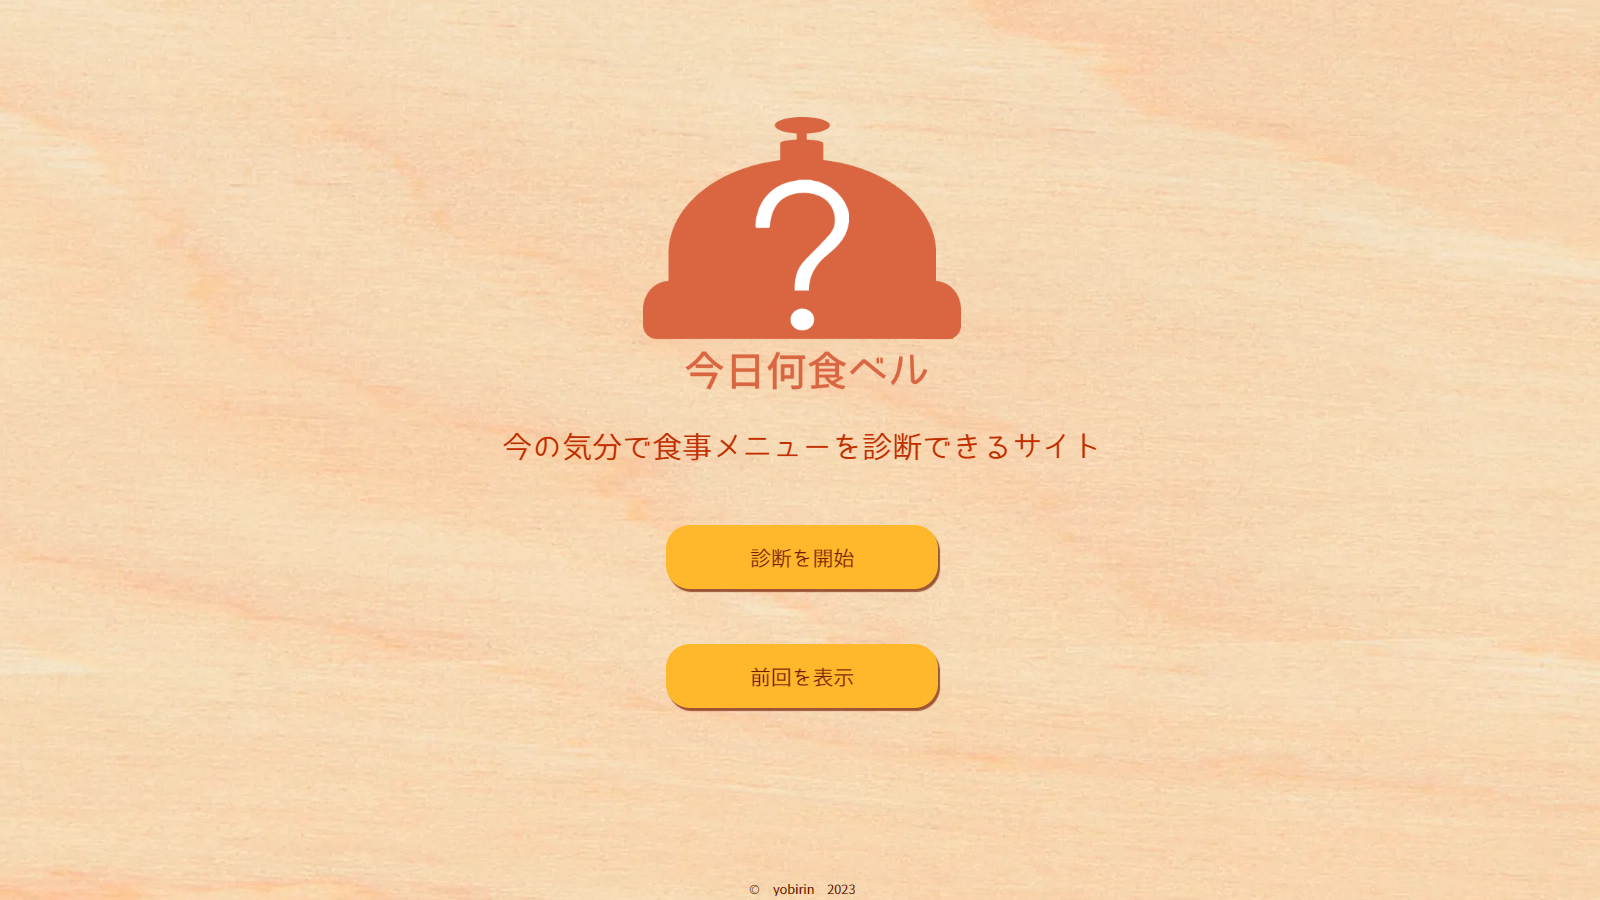 ?
今日何食ベル
今の気分で食事メニューを診断できるサイト
診断を開始
前回を表示
© yobirin 2023